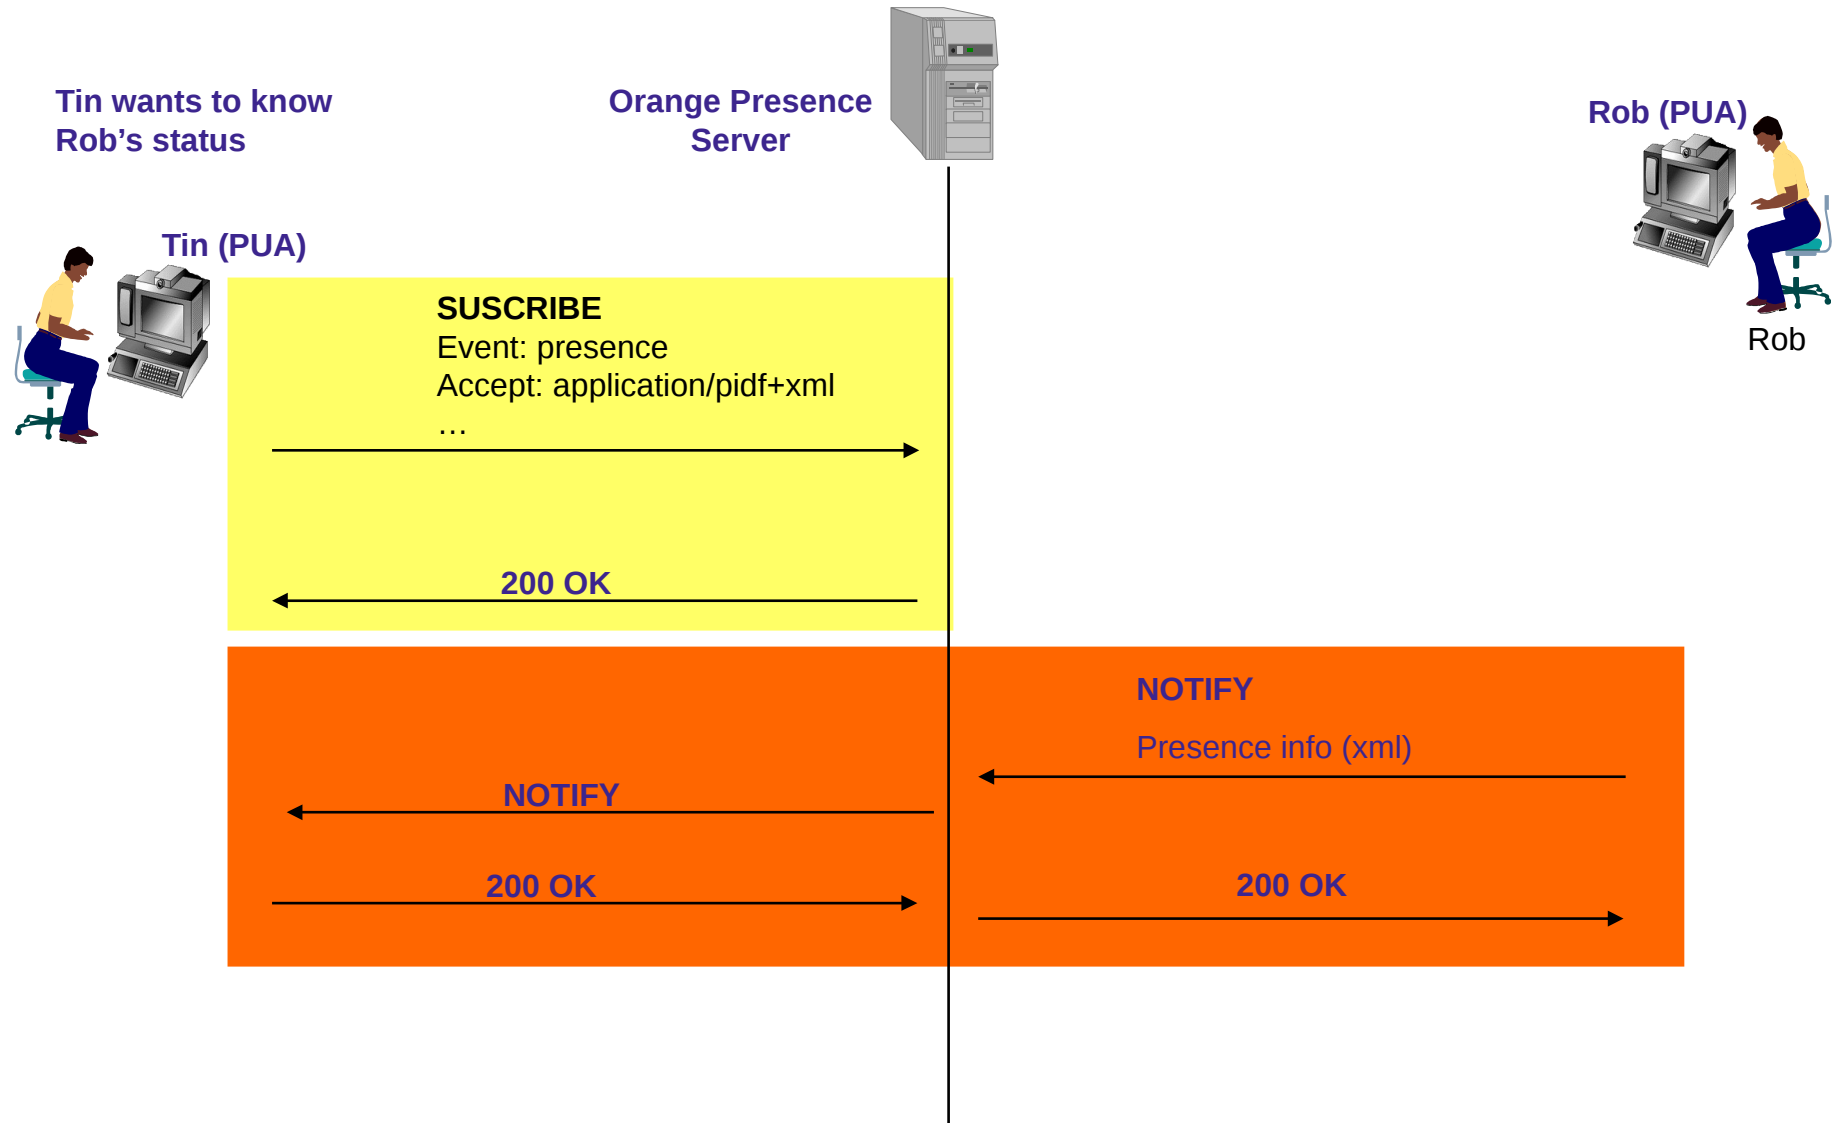 Tin wants to know
Rob’s status
Orange Presence
Server
Rob (PUA)
Tin (PUA)
Rob
SUSCRIBE
Event: presence
Accept: application/pidf+xml
…
200 OK
NOTIFY
Presence info (xml)
NOTIFY
200 OK
200 OK